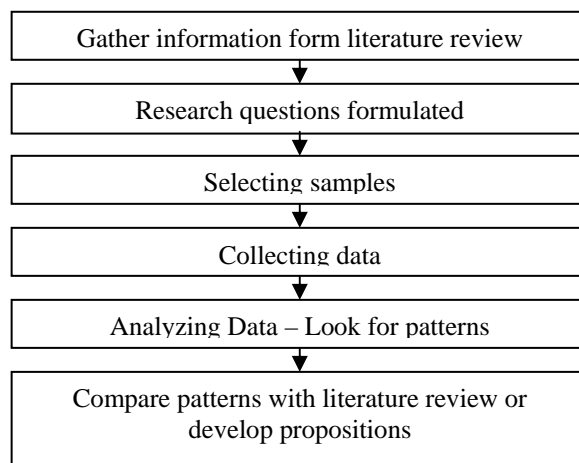 Gather information form literature review
Research questions formulated
Selecting samples
Collecting data
Analyzing Data – Look for patterns
Compare patterns with literature review or
develop propositions